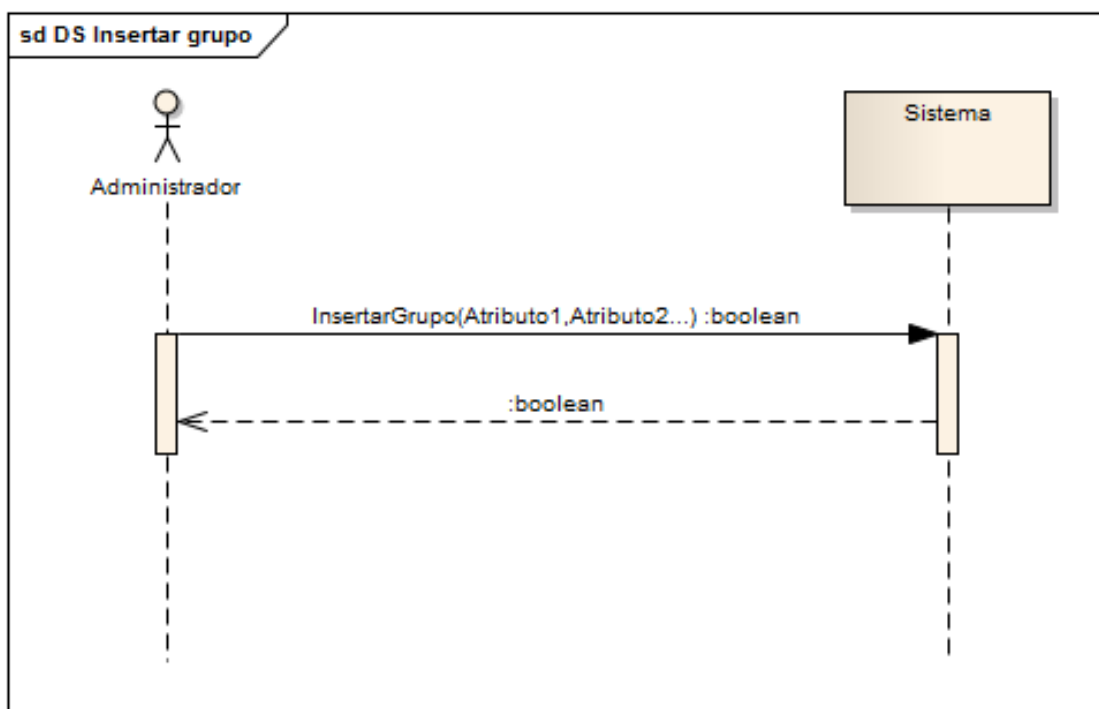 sd DS Insertar grupo
Sistema
Administrador
InsertarGrupo(Atributo1,Atributo2...) :boolean
:boolean